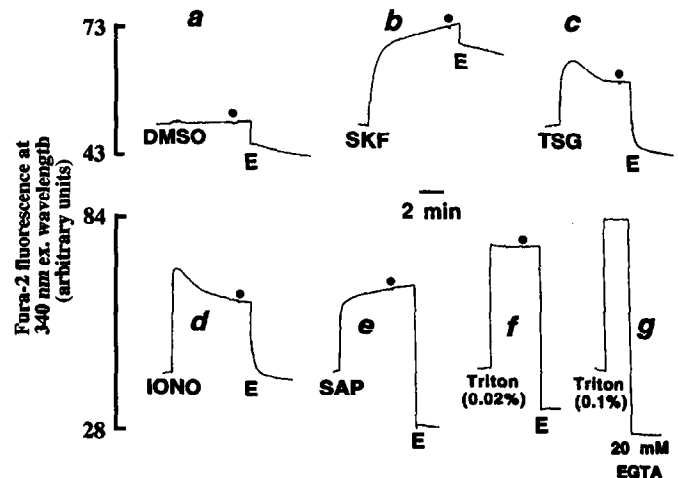 73
a
b
c
DMSO
E
SKF
E
TSG
E
43
Fura-2 fluorescence at
340 nm ex. wavelength
(arbitrary units)
2 min
84
d
e
f
g
IONO
E
SAP
E
Triton
(0.02%)
E
Triton
(0.1%)
28
20 mM
EGTA